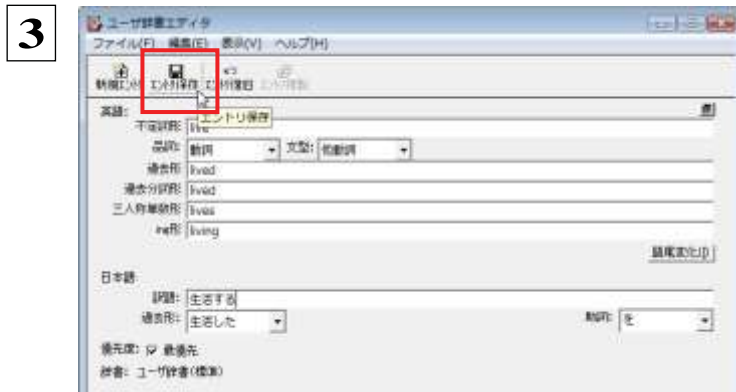 3
ユーザ辞書エディタ
ファイル(F) 編集(E) 表示(V) ヘルプ(H)
新規エントリ エントリ保存 エントリ復旧
エントリ保存
英語:
不定詞形: live
品詞: 動詞 文型: 他動詞
過去形: lived
過去分詞形: lived
三人称単数形: lives
ing形: living
語尾変化(I)
日本語
訳語: 生活する
過去形: 生活した 助詞: を
優先度: 最優先
辞書: ユーザ辞書(標準)